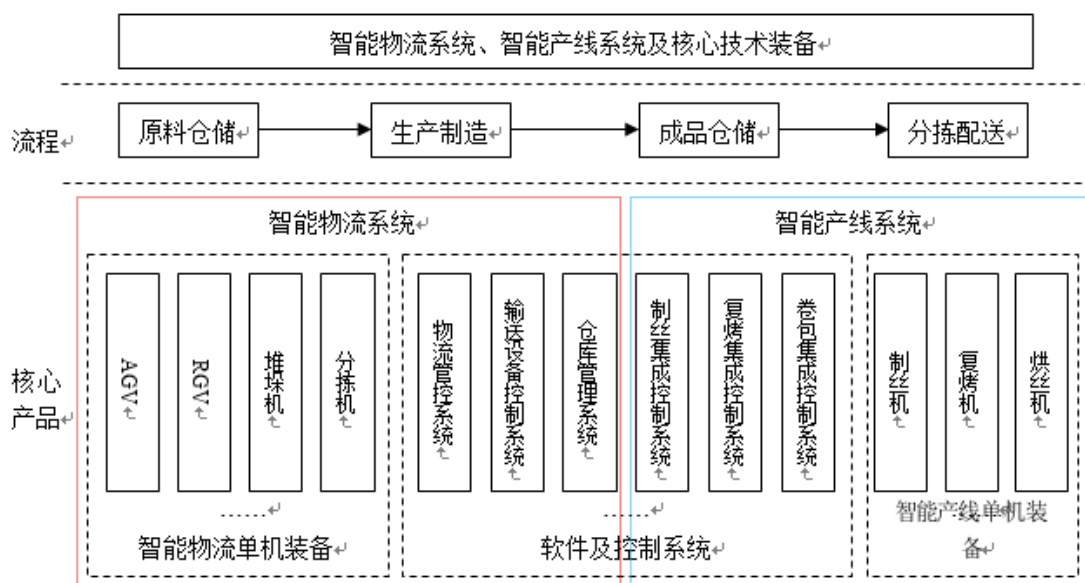 智能物流系统、智能产线系统及核心技术装备
流程
原料仓储
生产制造
成品仓储
分拣配送
核心
产品
智能物流系统
智能产线系统
AGV
RGV
堆垛机
分拣机
物流管控系统
输送设备控制系统
仓库管理系统
制丝集成控制系统
复烤集成控制系统
卷包集成控制系统
制丝机
复烤机
烘丝机
……
……
……
智能物流单机装备
软件及控制系统
智能产线单机装
备